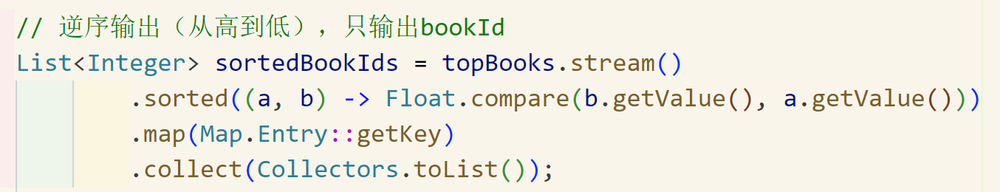 // 逆序输出（从高到低），只输出bookId
List<Integer> sortedBookIds = topBooks.stream()
.sorted((a, b) -> Float.compare(b.getValue(), a.getValue()))
.map(Map.Entry::getKey)
.collect(Collectors.toList());